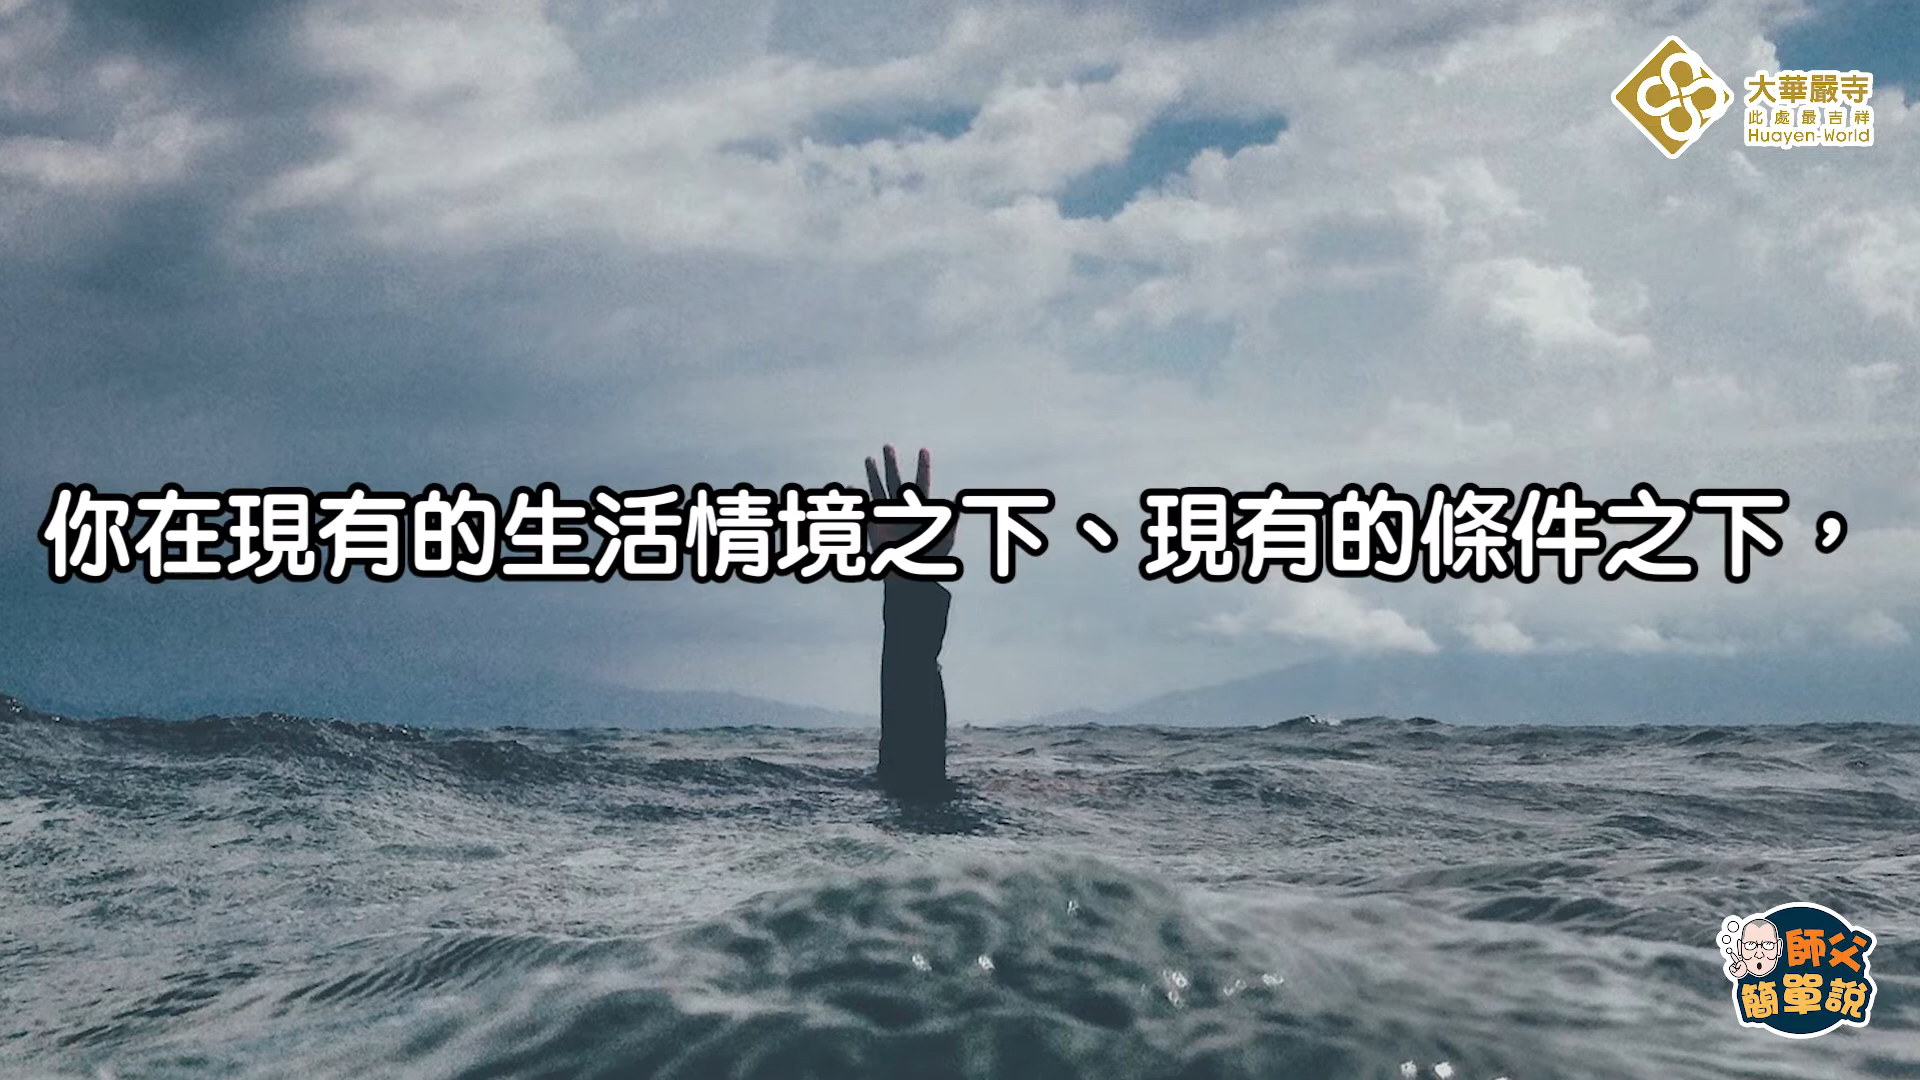 大華嚴寺
此處最吉祥
Huayen-World
你在現有的生活情境之下、現有的條件之下，
師父
簡單說